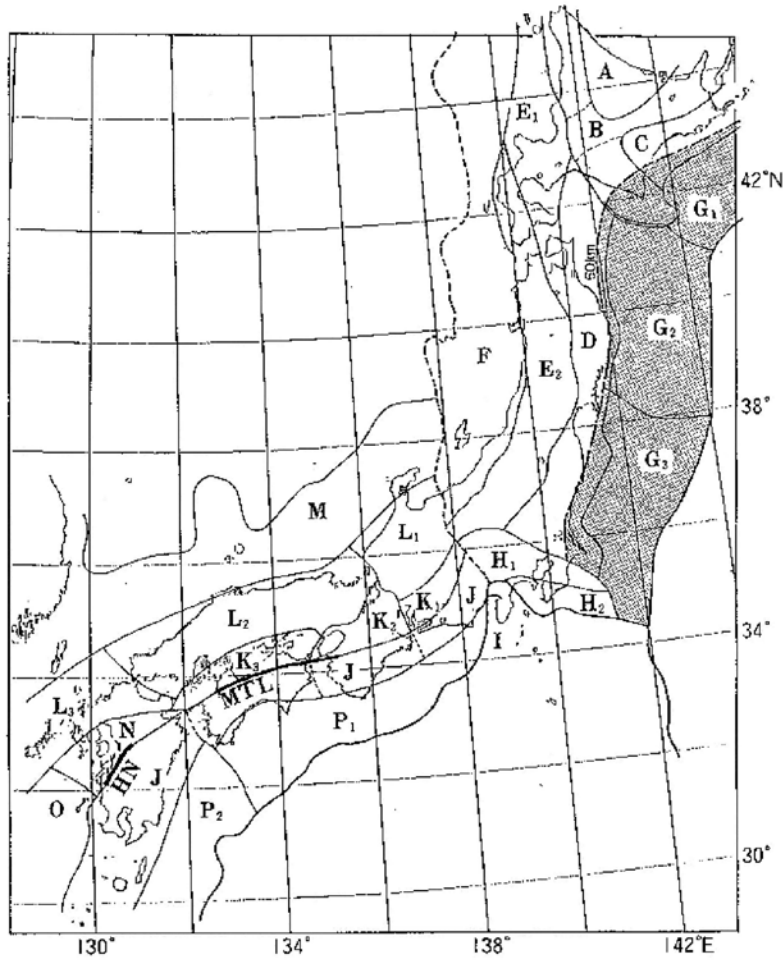 A
E₁
B
C
42°N
G₁
50km
G₂
F
E₂
D
38°
G₃
M
L₁
H₁
K₁
J
H₂
L₂
K₂
34°
I
K₃
J
MTL
L₃
P₁
N
HN
J
O
P₂
30°
130°
134°
138°
142°E